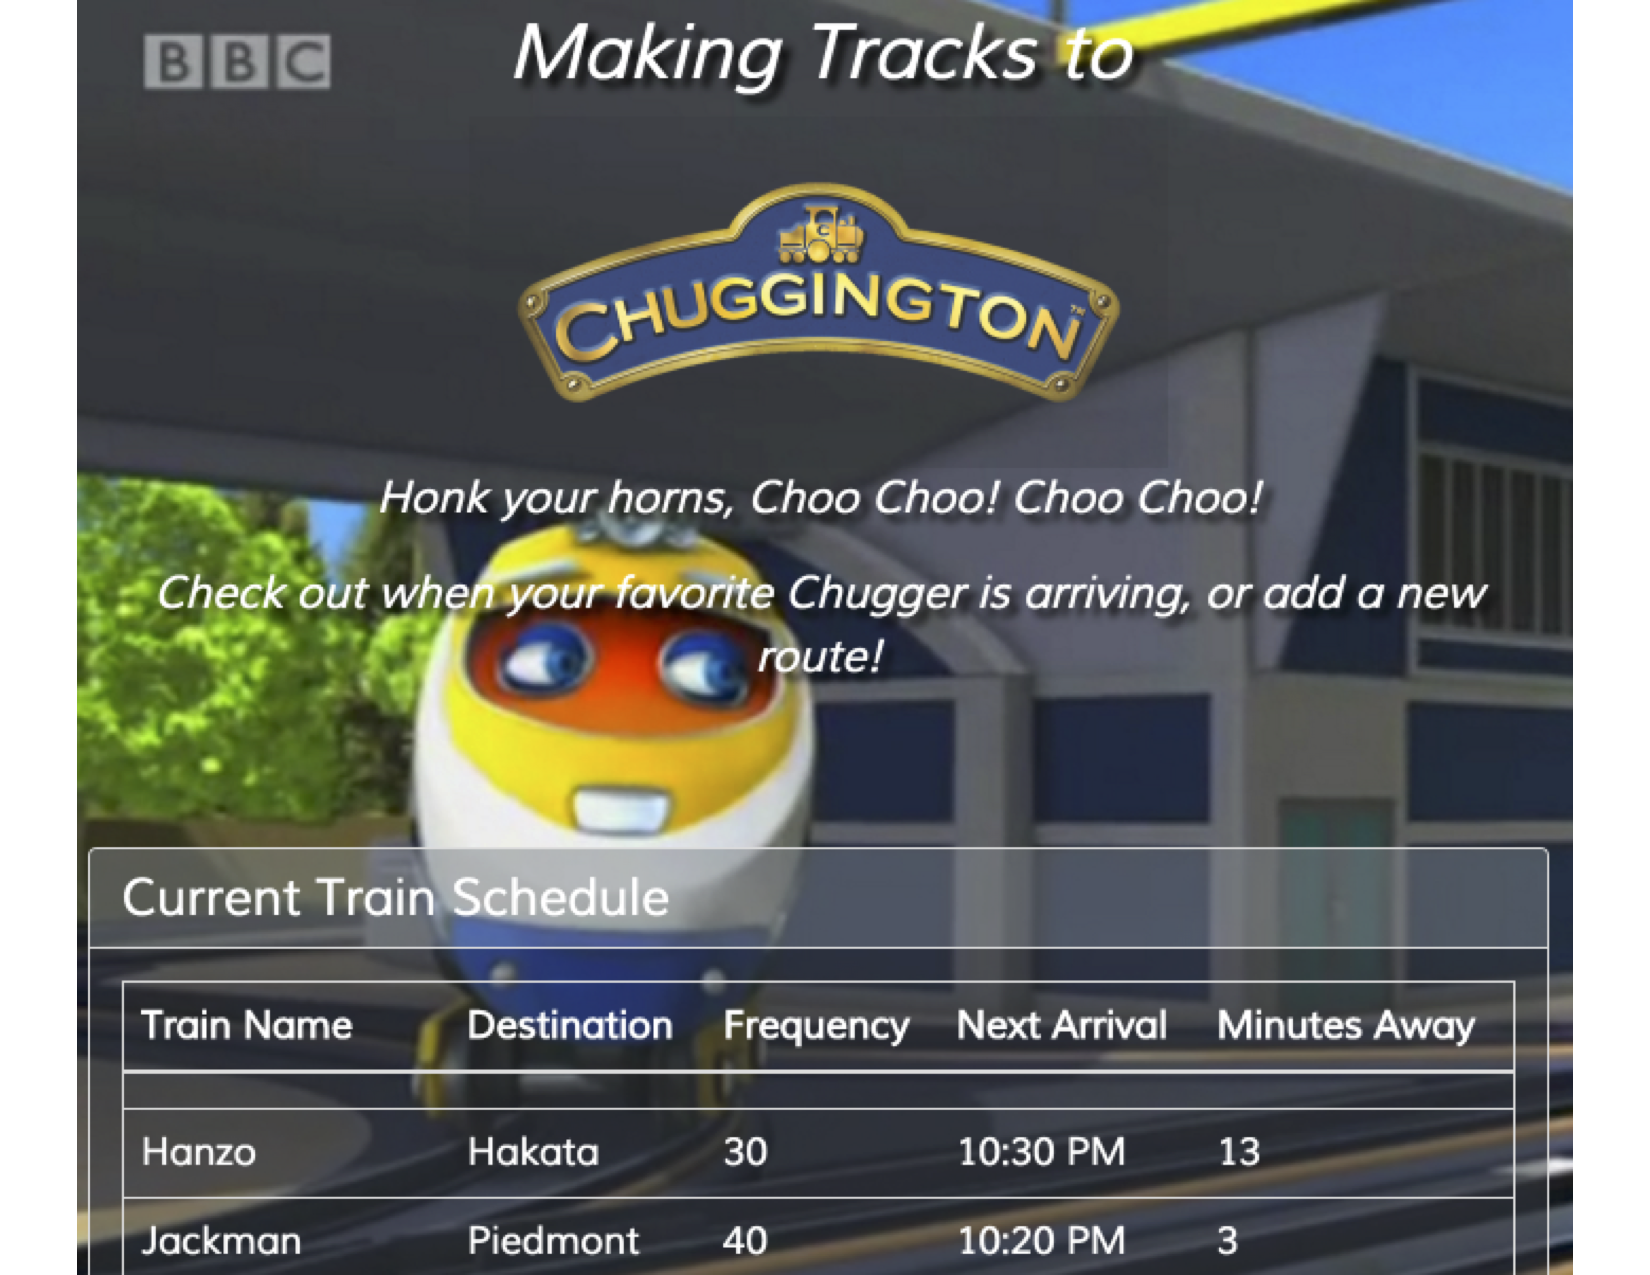 BBC
Making Tracks to
C
CHUGGINGTON™
Honk your horns, Choo Choo! Choo Choo!
Check out when your favorite Chugger is arriving, or add a new
route!
Current Train Schedule
Train Name Destination Frequency Next Arrival Minutes Away
Hanzo Hakata 30 10:30 PM 13
Jackman Piedmont 40 10:20 PM 3